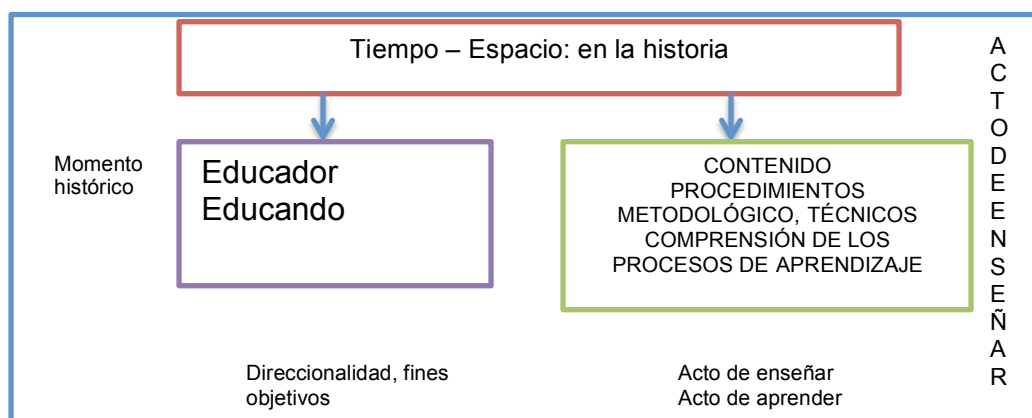 Tiempo – Espacio: en la historia
Momento
histórico
Educador
Educando
CONTENIDO
PROCEDIMIENTOS
METODOLÓGICO, TÉCNICOS
COMPRENSIÓN DE LOS
PROCESOS DE APRENDIZAJE
Direccionalidad, fines
objetivos
Acto de enseñar
Acto de aprender
A
C
T
O
D
E
E
N
S
E
Ñ
A
R